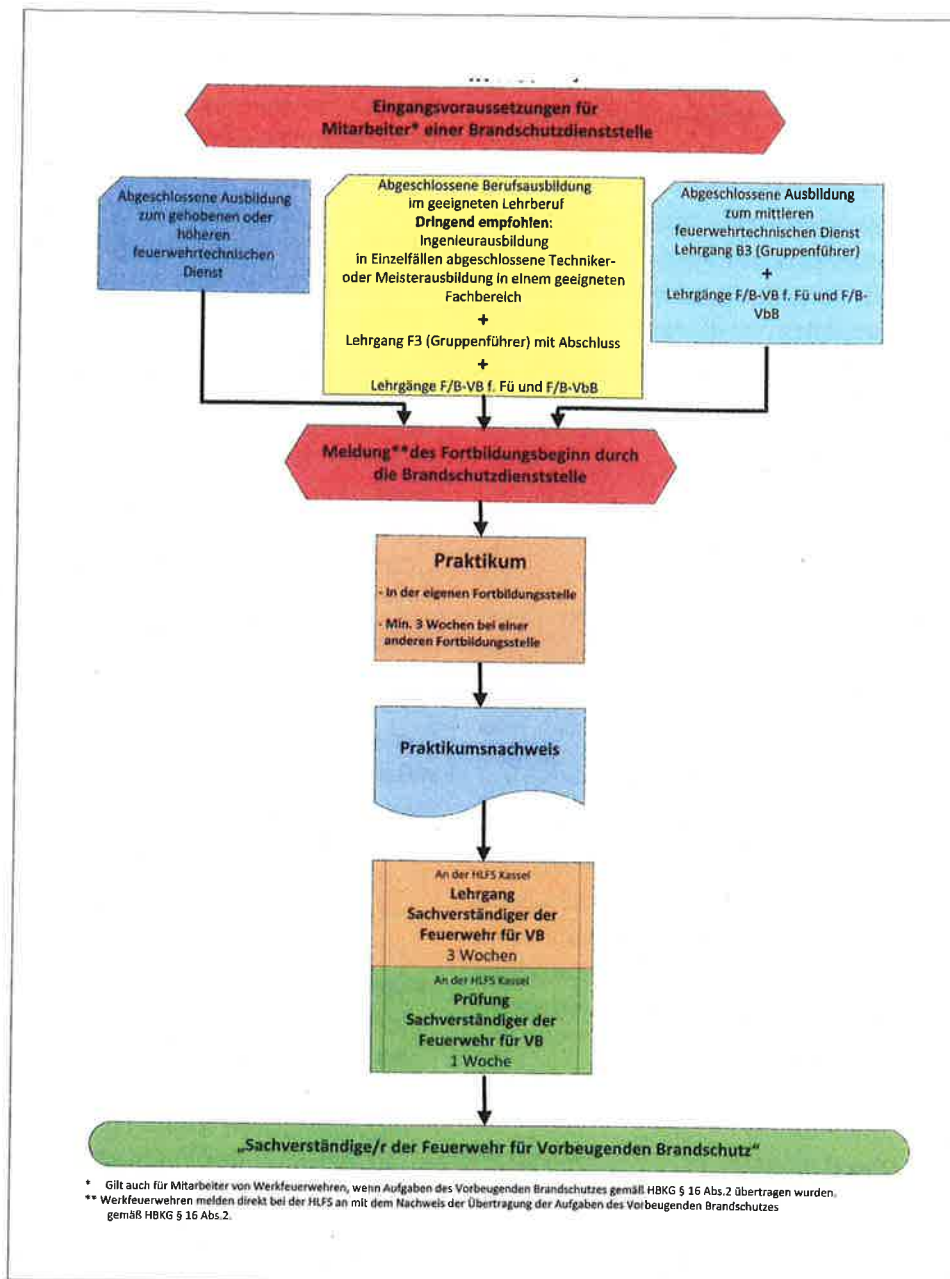 Eingangsvoraussetzungen für
Mitarbeiter* einer Brandschutzdienststelle
Abgeschlossene Ausbildung
zum gehobenen oder
höheren
feuerwehrtechnischen
Dienst
Abgeschlossene Berufsausbildung
im geeigneten Lehrberuf
Dringend empfohlen:
Ingenieurausbildung
in Einzelfällen abgeschlossene Techniker-
oder Meisterausbildung in einem geeigneten
Fachbereich
+
Lehrgang F3 (Gruppenführer) mit Abschluss
+
Lehrgänge F/B-VB f. Fü und F/B-VbB
Abgeschlossene Ausbildung
zum mittleren
feuerwehrtechnischen Dienst
Lehrgang B3 (Gruppenführer)
+
Lehrgänge F/B-VB f. Fü und F/B-
VbB
Meldung**des Fortbildungsbeginn durch
die Brandschutzdienststelle
Praktikum
- In der eigenen Fortbildungsstelle
- Min. 3 Wochen bei einer
anderen Fortbildungsstelle
Praktikumsnachweis
An der HLFS Kassel
Lehrgang
Sachverständiger der
Feuerwehr für VB
3 Wochen
An der HLFS Kassel
Prüfung
Sachverständiger der
Feuerwehr für VB
1 Woche
„Sachverständige/r der Feuerwehr für Vorbeugenden Brandschutz“
* Gilt auch für Mitarbeiter von Werkfeuerwehren, wenn Aufgaben des Vorbeugenden Brandschutzes gemäß HBKG § 16 Abs.2 übertragen wurden.
** Werkfeuerwehren melden direkt bei der HLFS an mit dem Nachweis der Übertragung der Aufgaben des Vorbeugenden Brandschutzes
gemäß HBKG § 16 Abs.2.